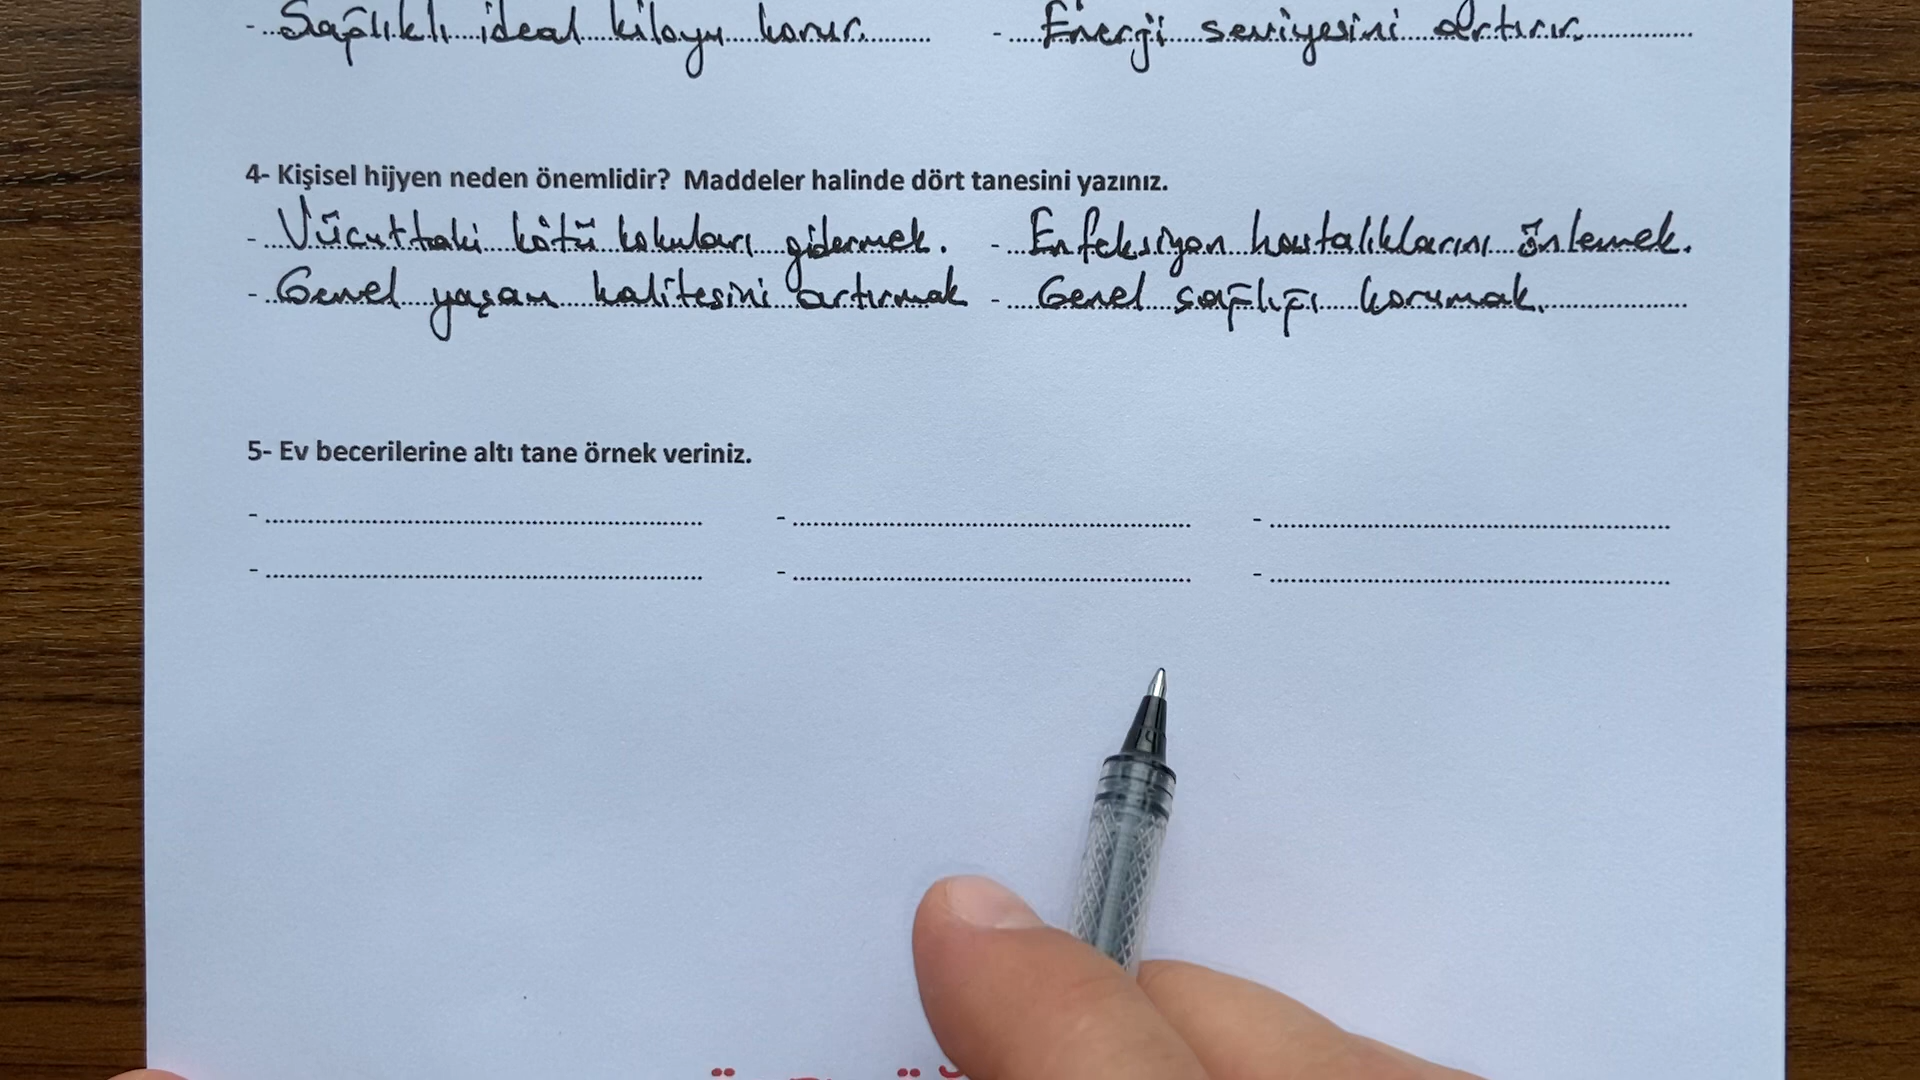 - Sağlıklı ideal kiloyu korur. - Enerji seviyesini artırır.
4- Kişisel hijyen neden önemlidir? Maddeler halinde dört tanesini yazınız.
- Vücuttaki kötü kokuları gidermek. - Enfeksiyon hastalıklarını önlemek.
- Genel yaşam kalitesini artırmak - Genel sağlığı korumak.
5- Ev becerilerine altı tane örnek veriniz.
- - -
- - -